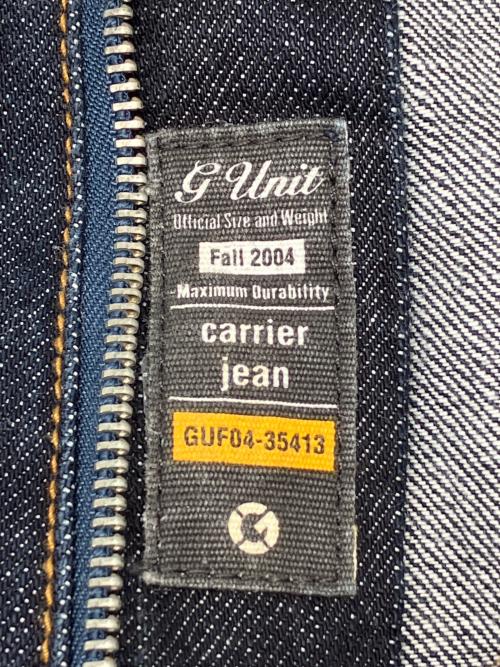 G Unit
Official Size and Weight
Fall 2004
Maximum Durability
carrier
jean
GUF04-35413
G